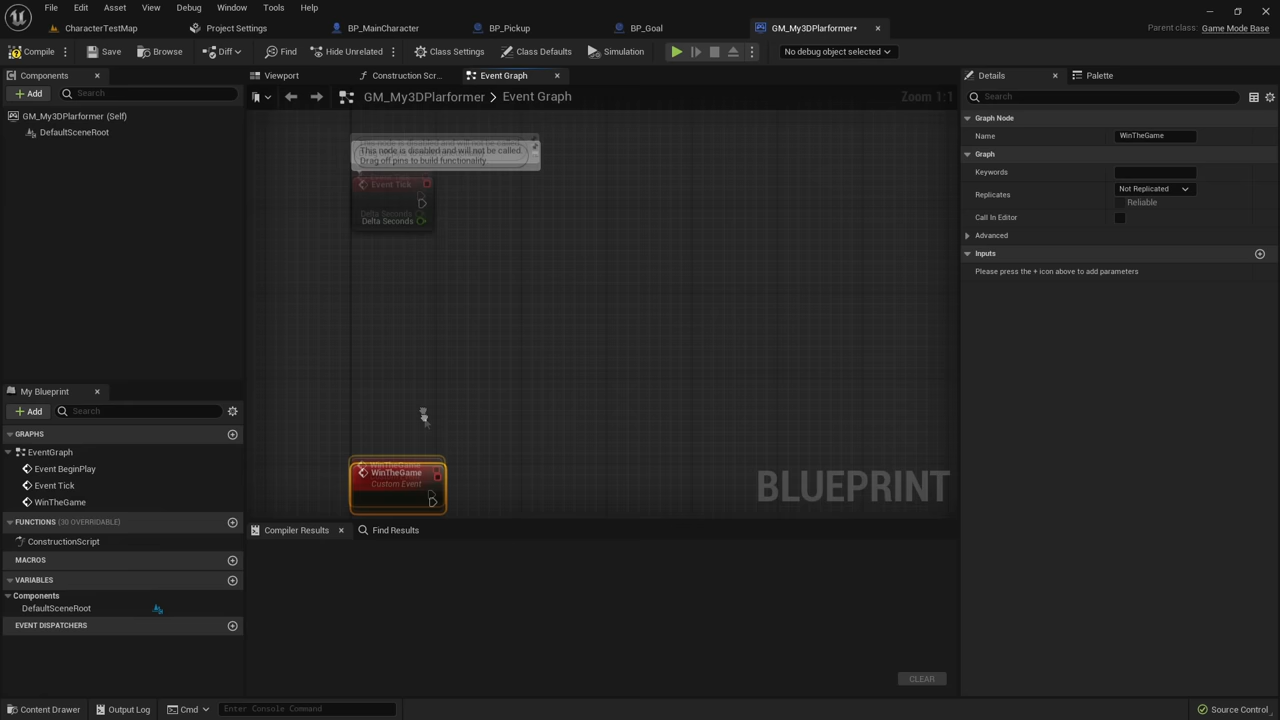 File Edit Asset View Debug Window Tools Help
CharacterTestMap Project Settings BP_MainCharacter BP_Pickup BP_Goal GM_My3DPlarformer• Parent class: Game Mode Base
Compile Save Browse Diff Find Hide Unrelated Class Settings Class Defaults Simulation No debug object selected
Components Viewport Construction Scr... Event Graph Details Palette
+ Add Search GM_My3DPlarformer > Event Graph Zoom 1:1 Search
GM_My3DPlarformer (Self)
DefaultSceneRoot
Graph Node
Name WinTheGame
Graph
Keywords
Replicates Not Replicated
Reliable
Call In Editor
Advanced
Inputs
Please press the + icon above to add parameters
This node is disabled and will not be called.
Drag off pins to build functionality
Event Tick
Delta Seconds
WinTheGame
Custom Event
BLUEPRINT
My Blueprint
+ Add Search
GRAPHS
EventGraph
Event BeginPlay
Event Tick
WinTheGame
FUNCTIONS (30 OVERRIDABLE)
ConstructionScript
MACROS
VARIABLES
Components
DefaultSceneRoot
EVENT DISPATCHERS
Compiler Results Find Results
CLEAR
Content Drawer Output Log Cmd Enter Console Command Source Control